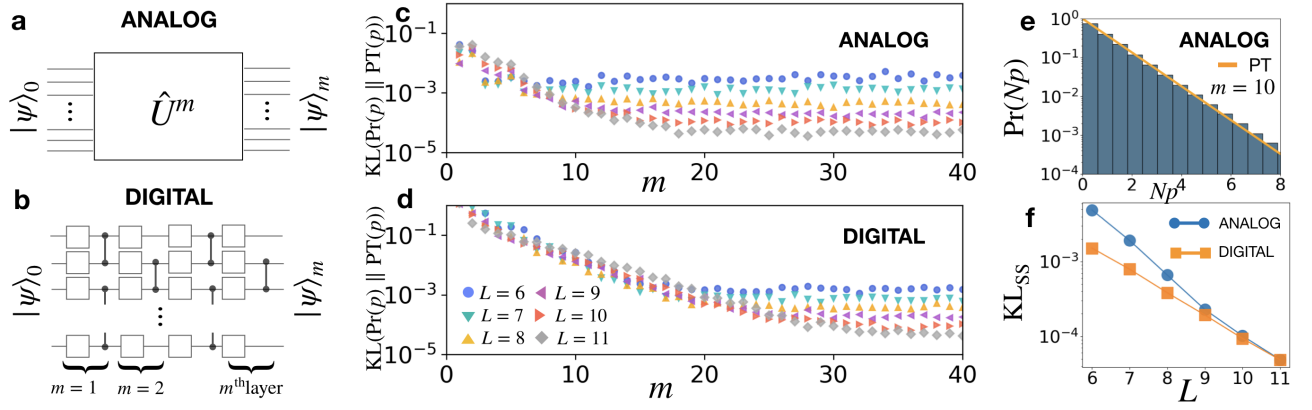 a
ANALOG
|ψ⟩₀
⋮
Û^m
⋮
|ψ⟩ₘ
b
DIGITAL
|ψ⟩₀
⋮
|ψ⟩ₘ
m = 1
m = 2
m^th layer
c
KL(Pr(p) || PT(p))
10⁻¹
10⁻³
10⁻⁵
ANALOG
0 10 20 30 40
m
d
KL(Pr(p) || PT(p))
10⁻¹
10⁻³
10⁻⁵
DIGITAL
L = 6
L = 7
L = 8
L = 9
L = 10
L = 11
0 10 20 30 40
m
e
Pr(Np)
10⁰
10⁻¹
10⁻²
10⁻³
10⁻⁴
ANALOG
PT
m = 10
0 2 4 6 8
Np
f
KL_SS
10⁻³
10⁻⁴
ANALOG
DIGITAL
6 7 8 9 10 11
L